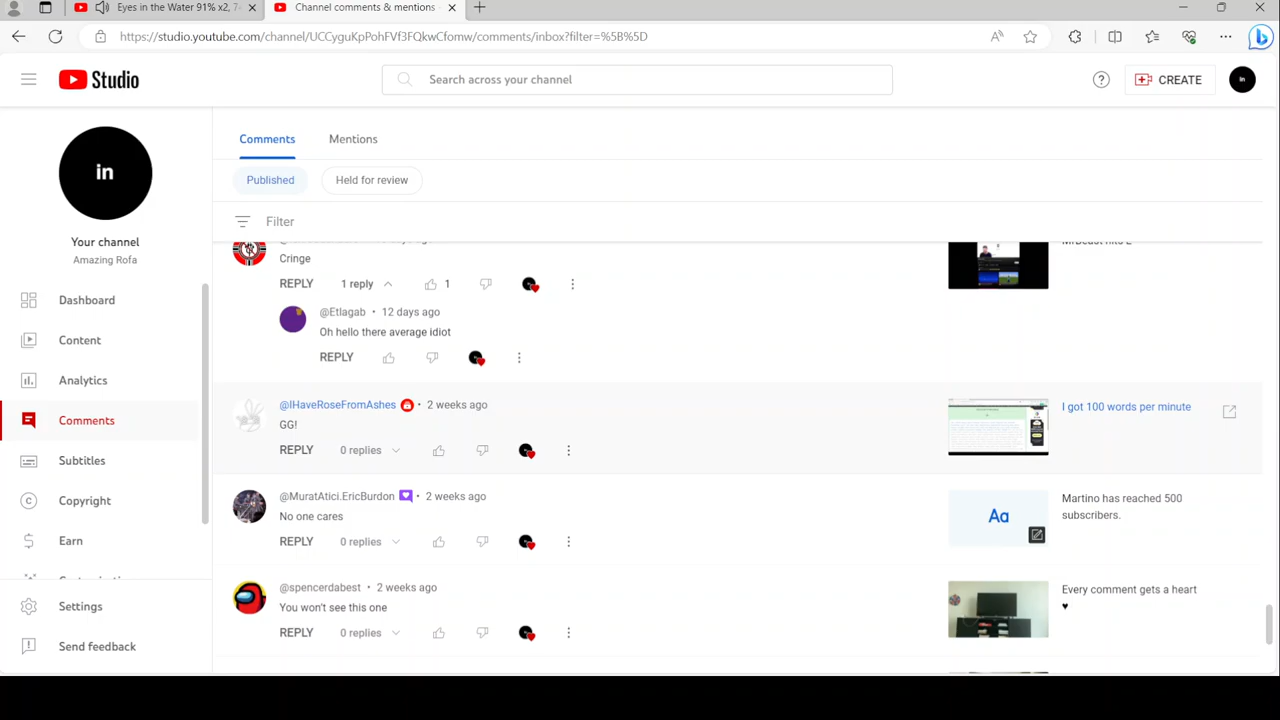 Eyes in the Water 91% x2, 7
Channel comments & mentions
https://studio.youtube.com/channel/UCCyguKpPohFVf3FQkwCfomw/comments/inbox?filter=%5B%5D
Studio
Search across your channel
CREATE
in
in
Your channel
Amazing Rofa
Dashboard
Content
Analytics
Comments
Subtitles
Copyright
Earn
Settings
Send feedback
Comments
Mentions
Published
Held for review
Filter
Cringe
REPLY
1 reply
1
@Etlagab • 12 days ago
Oh hello there average idiot
REPLY
@IHaveRoseFromAshes • 2 weeks ago
GG!
REPLY
0 replies
I got 100 words per minute
@MuratAtici.EricBurdon • 2 weeks ago
No one cares
REPLY
0 replies
Aa
Martino has reached 500
subscribers.
@spencerdabest • 2 weeks ago
You won't see this one
REPLY
0 replies
Every comment gets a heart
♥